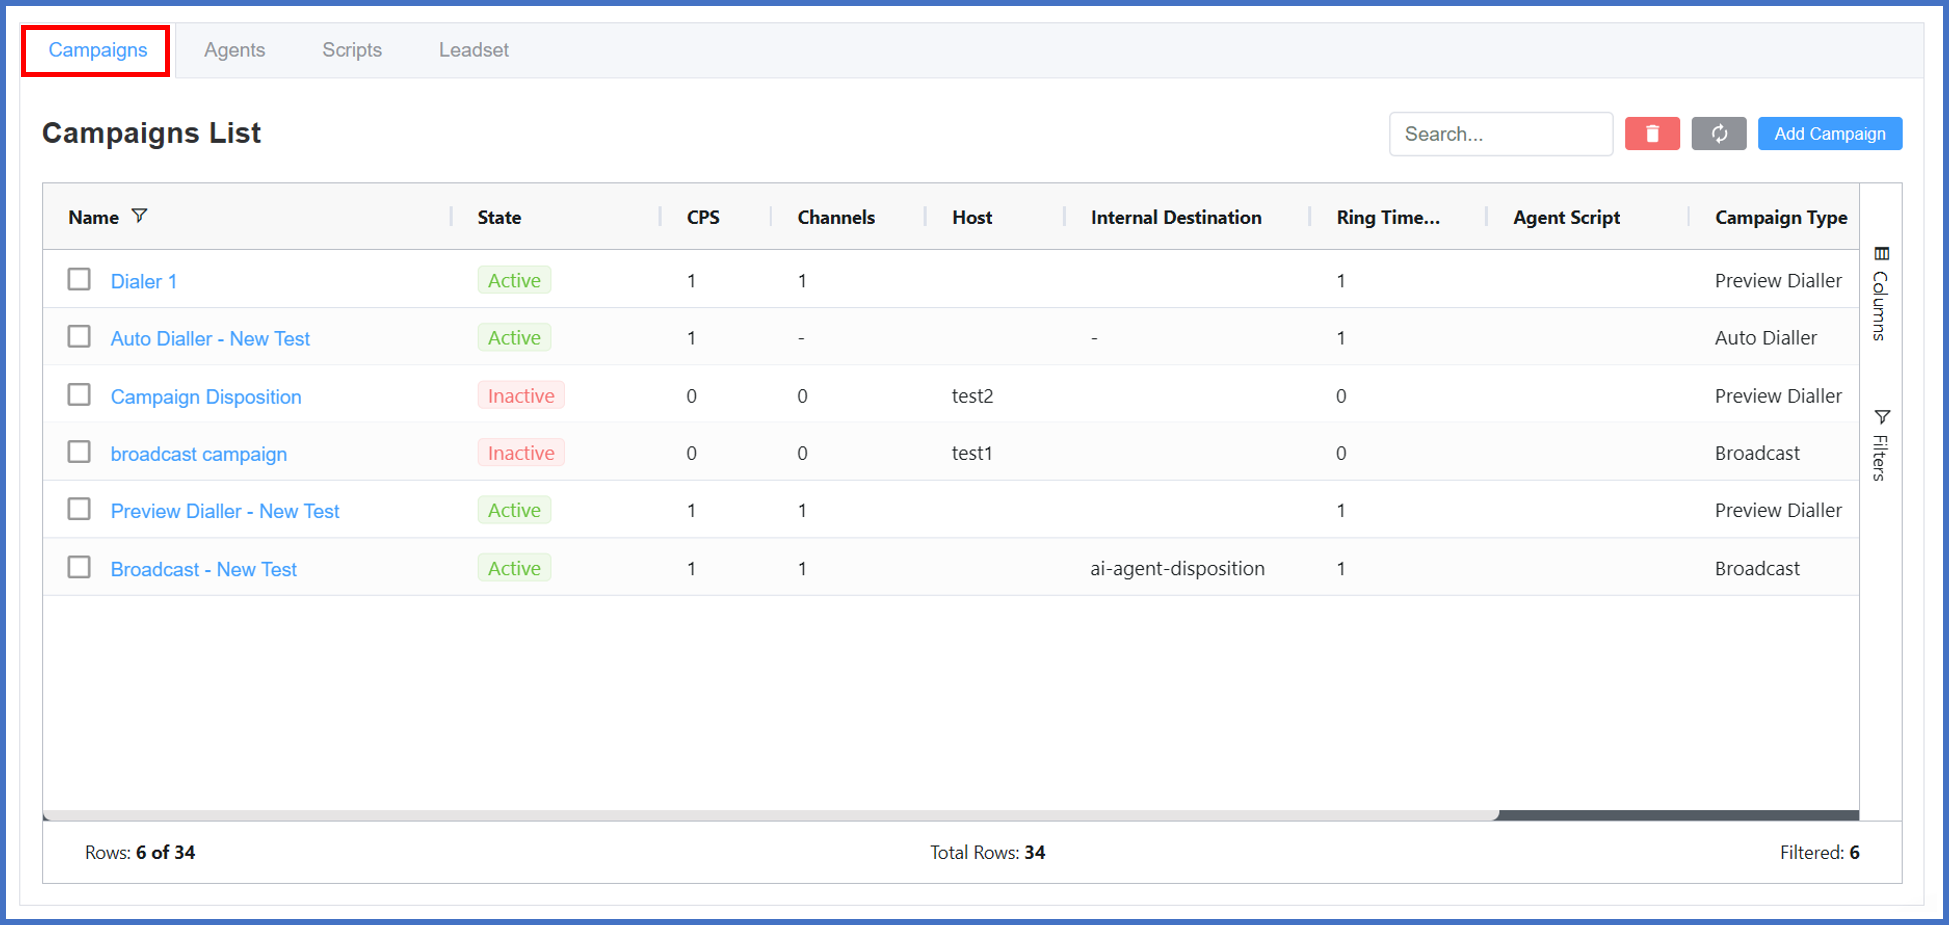 Campaigns Agents Scripts Leadset
Campaigns List Search... Add Campaign
Name State CPS Channels Host Internal Destination Ring Time... Agent Script Campaign Type
Dialer 1 Active 1 1 1 Preview Dialler
Auto Dialler - New Test Active 1 - - 1 Auto Dialler
Campaign Disposition Inactive 0 0 test2 0 Preview Dialler
broadcast campaign Inactive 0 0 test1 0 Broadcast
Preview Dialler - New Test Active 1 1 1 Preview Dialler
Broadcast - New Test Active 1 1 ai-agent-disposition 1 Broadcast
Columns
Filters
Rows: 6 of 34 Total Rows: 34 Filtered: 6